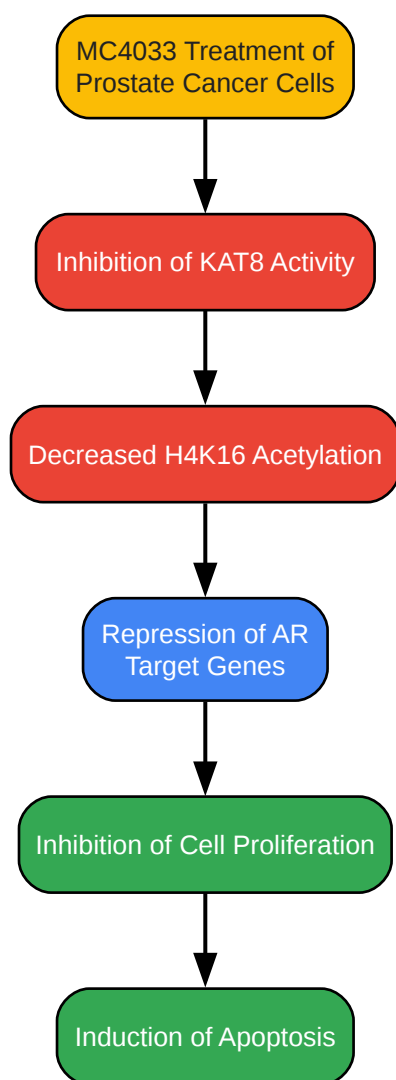 MC4033 Treatment of
Prostate Cancer Cells
Inhibition of KAT8 Activity
Decreased H4K16 Acetylation
Repression of AR
Target Genes
Inhibition of Cell Proliferation
Induction of Apoptosis